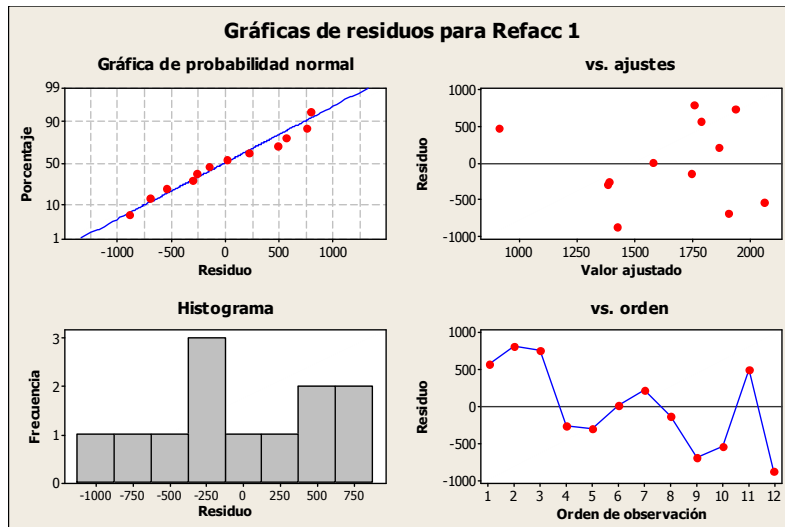 Gráficas de residuos para Refacc 1
Gráfica de probabilidad normal
Porcentaje
99
90
50
10
1
-1000 -500 0 500 1000
Residuo
vs. ajustes
Residuo
1000
500
0
-500
-1000
1000 1250 1500 1750 2000
Valor ajustado
Histograma
Frecuencia
3
2
1
0
-1000 -750 -500 -250 0 250 500 750
Residuo
vs. orden
Residuo
1000
500
0
-500
-1000
1 2 3 4 5 6 7 8 9 10 11 12
Orden de observación